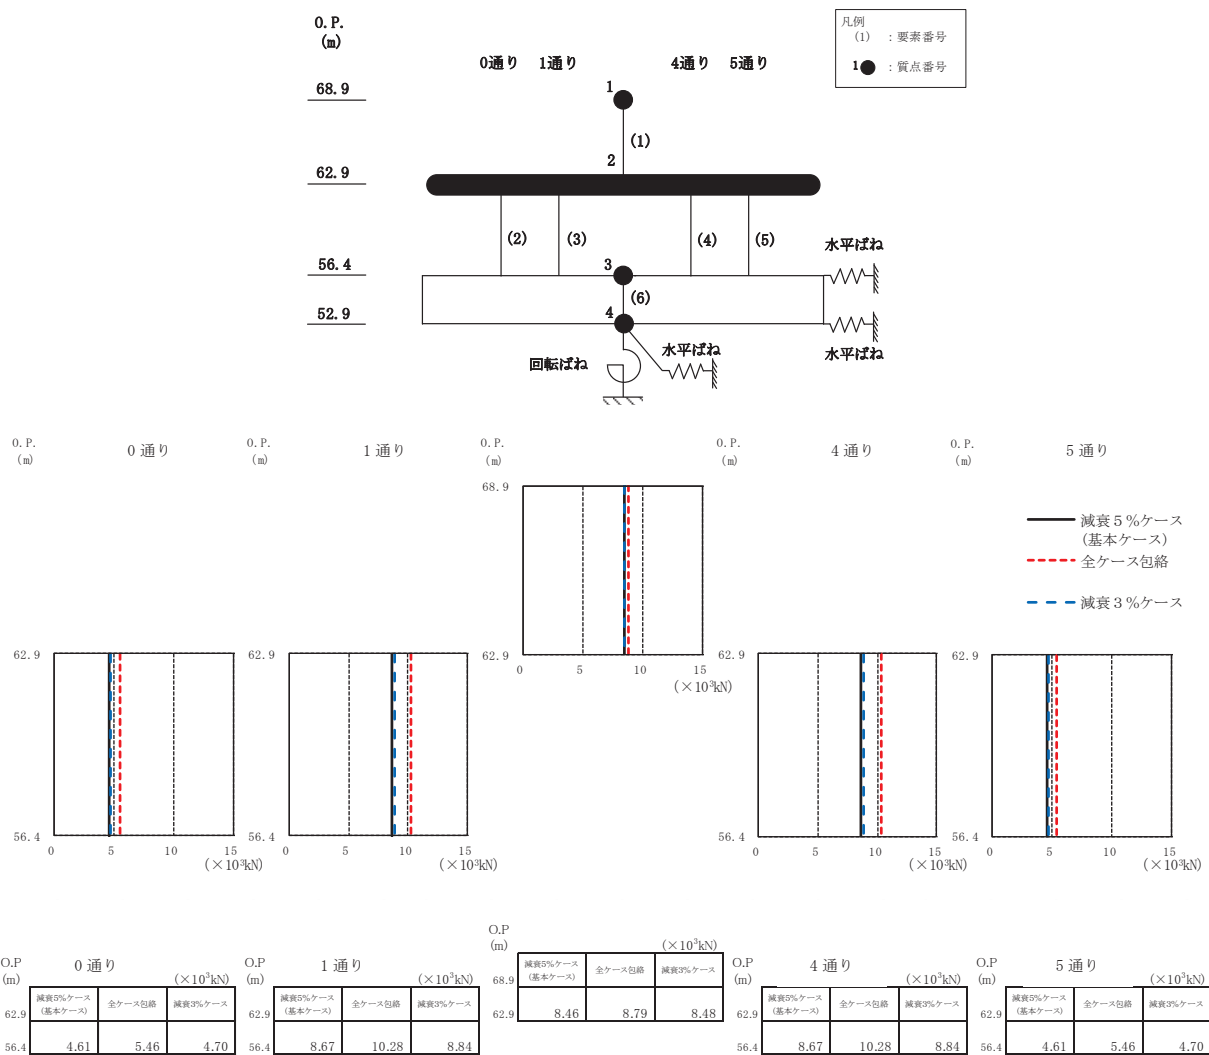 O.P.
(m)
0通り 1通り 4通り 5通り
凡例
(1) : 要素番号
1 : 質点番号
68.9
1
(1)
2
62.9
(2) (3) (4) (5)
水平ばね
56.4
3
(6)
52.9
4
水平ばね
水平ばね
回転ばね
O.P.
(m)
0通り
O.P.
(m)
1通り
O.P.
(m)
O.P.
(m)
4通り
O.P.
(m)
5通り
68.9
62.9
0 5 10 15
(×10³kN)
減衰5%ケース
(基本ケース)
全ケース包絡
減衰3%ケース
62.9
56.4
0 5 10 15
(×10³kN)
62.9
56.4
0 5 10 15
(×10³kN)
62.9
56.4
0 5 10 15
(×10³kN)
62.9
56.4
0 5 10 15
(×10³kN)
O.P
(m)
0通り
(×10³kN)
減衰5%ケース
(基本ケース) 全ケース包絡 減衰3%ケース
62.9
56.4 4.61 5.46 4.70
O.P
(m)
1通り
(×10³kN)
減衰5%ケース
(基本ケース) 全ケース包絡 減衰3%ケース
62.9
56.4 8.67 10.28 8.84
O.P
(m)
(×10³kN)
減衰5%ケース
(基本ケース) 全ケース包絡 減衰3%ケース
68.9
62.9 8.46 8.79 8.48
O.P
(m)
4通り
(×10³kN)
減衰5%ケース
(基本ケース) 全ケース包絡 減衰3%ケース
62.9
56.4 8.67 10.28 8.84
O.P
(m)
5通り
(×10³kN)
減衰5%ケース
(基本ケース) 全ケース包絡 減衰3%ケース
62.9
56.4 4.61 5.46 4.70